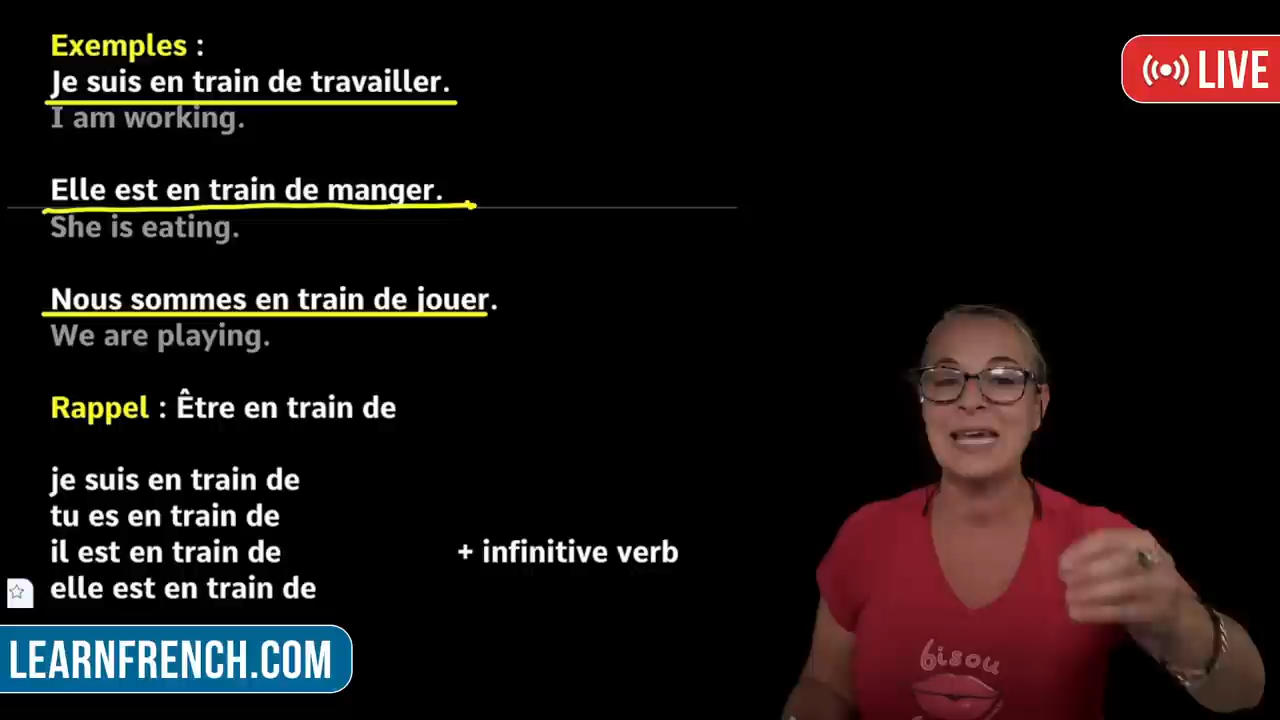 Exemples :
Je suis en train de travailler.
I am working.
Elle est en train de manger.
She is eating.
Nous sommes en train de jouer.
We are playing.
Rappel : Être en train de
je suis en train de
tu es en train de
il est en train de
+ infinitive verb
elle est en train de
LIVE
LEARNFRENCH.COM
bisou